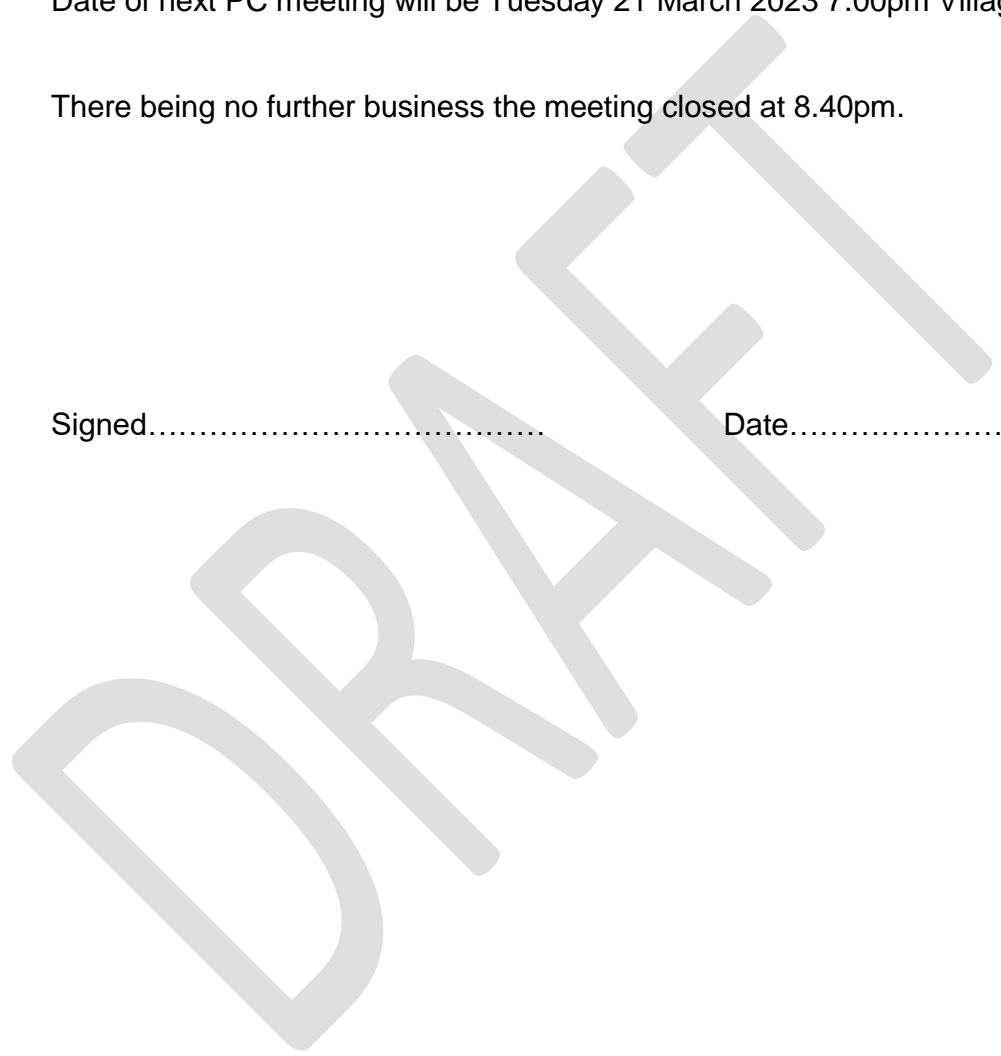 Date of next PC meeting will be Tuesday 21 March 2023 7:00pm
There being no further business the meeting closed at 8.40pm.
Signed………………………………… Date………………….
DRAFT